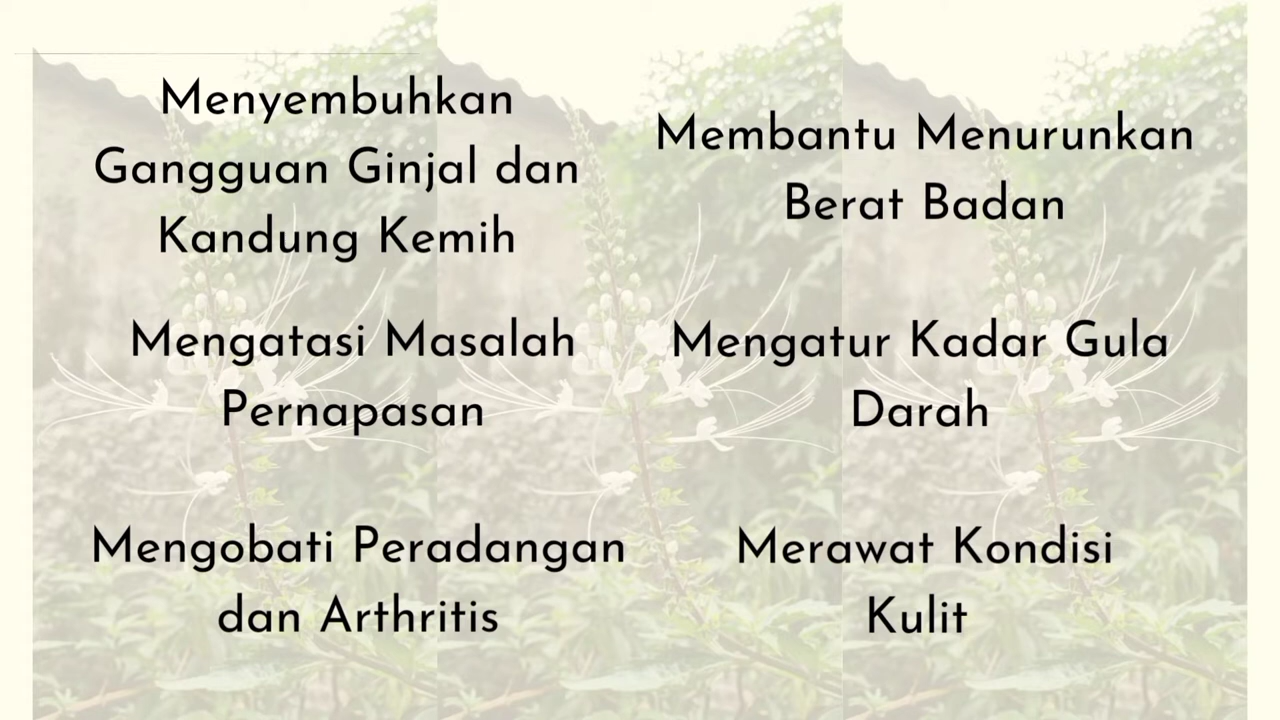 Menyembuhkan
Gangguan Ginjal dan
Kandung Kemih
Membantu Menurunkan
Berat Badan
Mengatasi Masalah
Pernapasan
Mengatur Kadar Gula
Darah
Mengobati Peradangan
dan Arthritis
Merawat Kondisi
Kulit